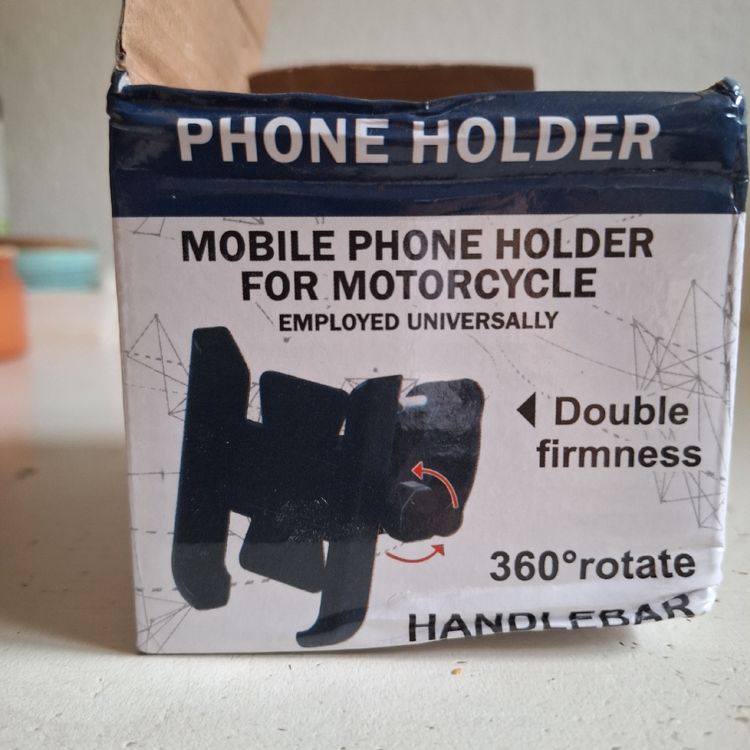 PHONE HOLDER
MOBILE PHONE HOLDER
FOR MOTORCYCLE
EMPLOYED UNIVERSALLY
Double
firmness
360°rotate
HANDLEBAR